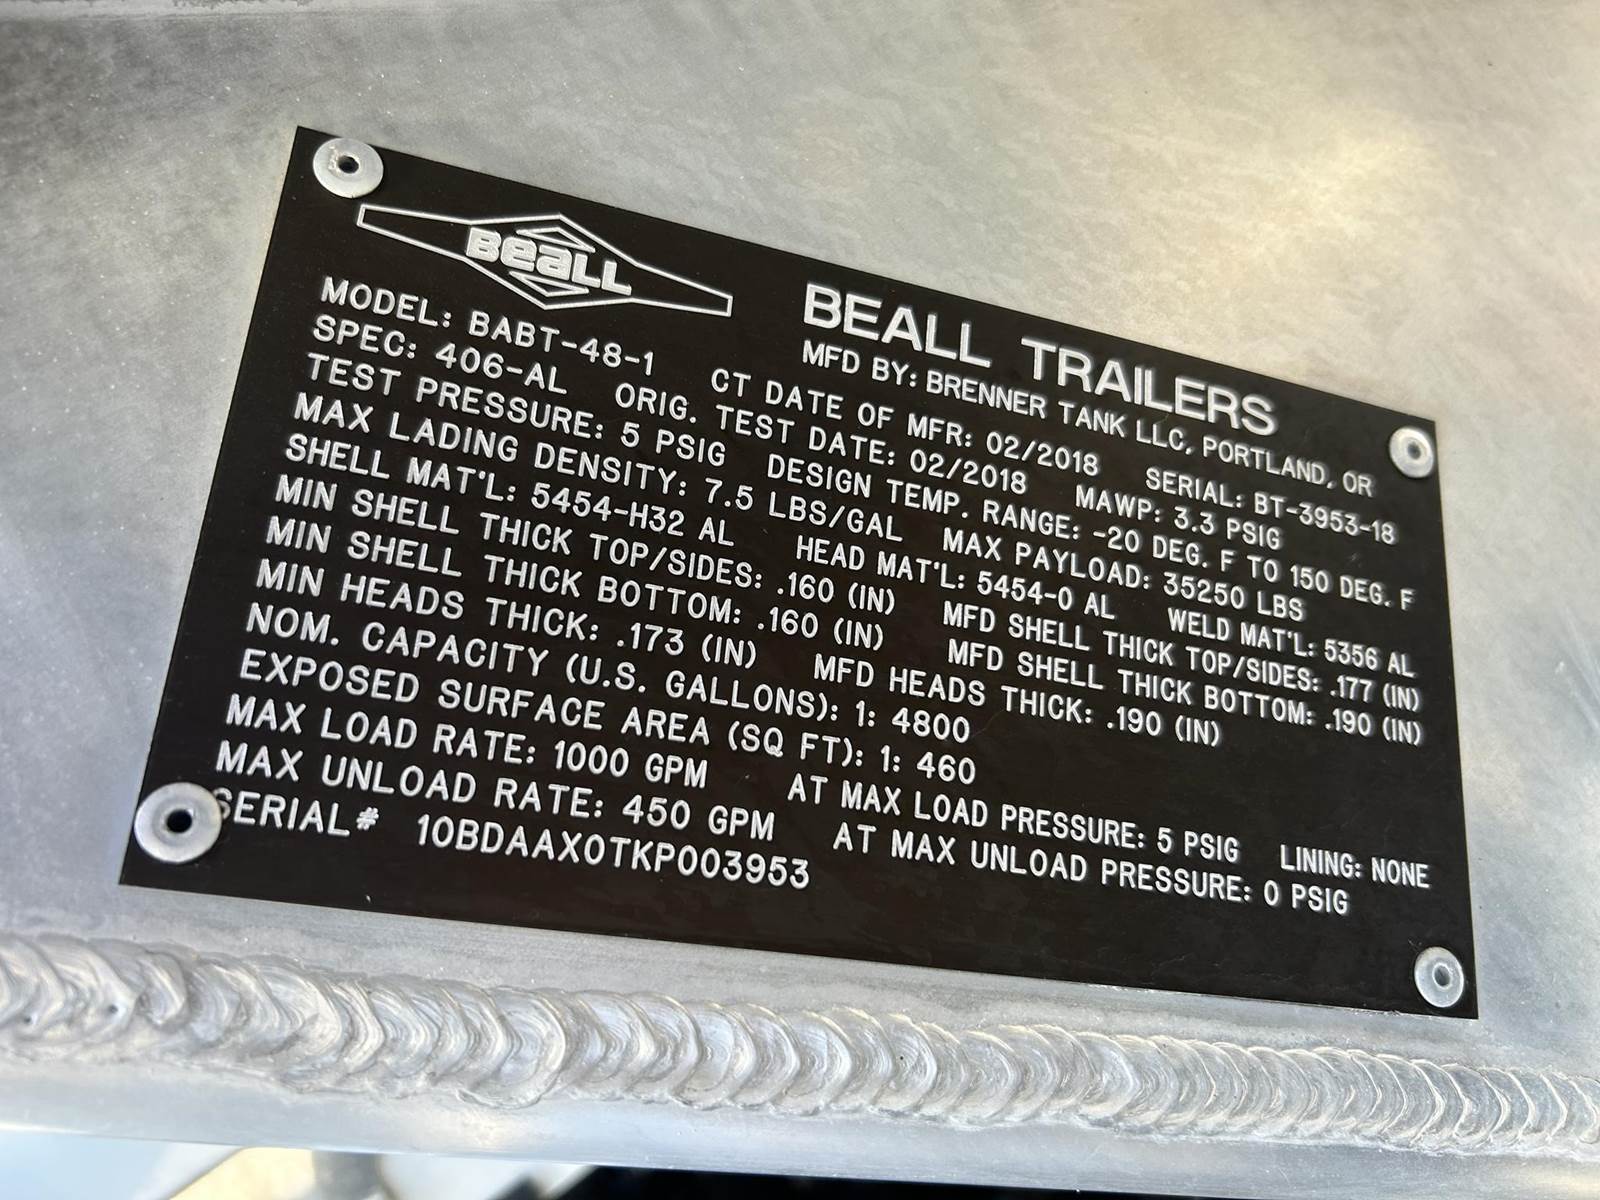 Beall
BEALL TRAILERS
MFD BY: BRENNER TANK LLC, PORTLAND, OR
MODEL: BABT-48-1 CT DATE OF MFR: 02/2018 SERIAL: BT-3953-18
SPEC: 406-AL ORIG. TEST DATE: 02/2018 MAWP: 3.3 PSIG
TEST PRESSURE: 5 PSIG DESIGN TEMP. RANGE: -20 DEG. F TO 150 DEG. F
MAX LADING DENSITY: 7.5 LBS/GAL MAX PAYLOAD: 35250 LBS
SHELL MAT'L: 5454-H32 AL HEAD MAT'L: 5454-0 AL WELD MAT'L: 5356 AL
MIN SHELL THICK TOP/SIDES: .160 (IN) MFD SHELL THICK TOP/SIDES: .177 (IN)
MIN SHELL THICK BOTTOM: .160 (IN) MFD SHELL THICK BOTTOM: .190 (IN)
MIN HEADS THICK: .173 (IN) MFD HEADS THICK: .190 (IN)
NOM. CAPACITY (U.S. GALLONS): 1: 4800
EXPOSED SURFACE AREA (SQ FT): 1: 460
MAX LOAD RATE: 1000 GPM AT MAX LOAD PRESSURE: 5 PSIG LINING: NONE
MAX UNLOAD RATE: 450 GPM AT MAX UNLOAD PRESSURE: 0 PSIG
SERIAL# 10BDAAX0TKP003953